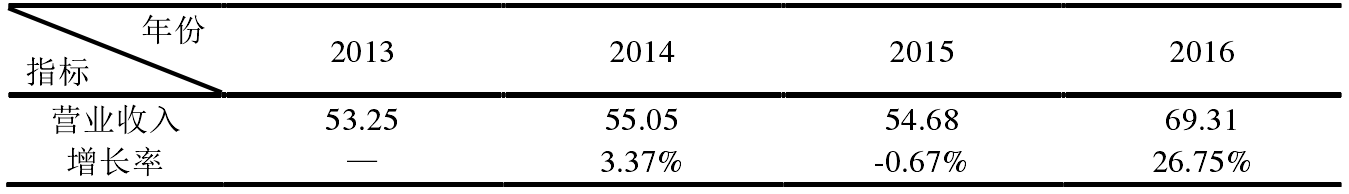 年份
指标 2013 2014 2015 2016
营业收入 53.25 55.05 54.68 69.31
增长率 — 3.37% -0.67% 26.75%